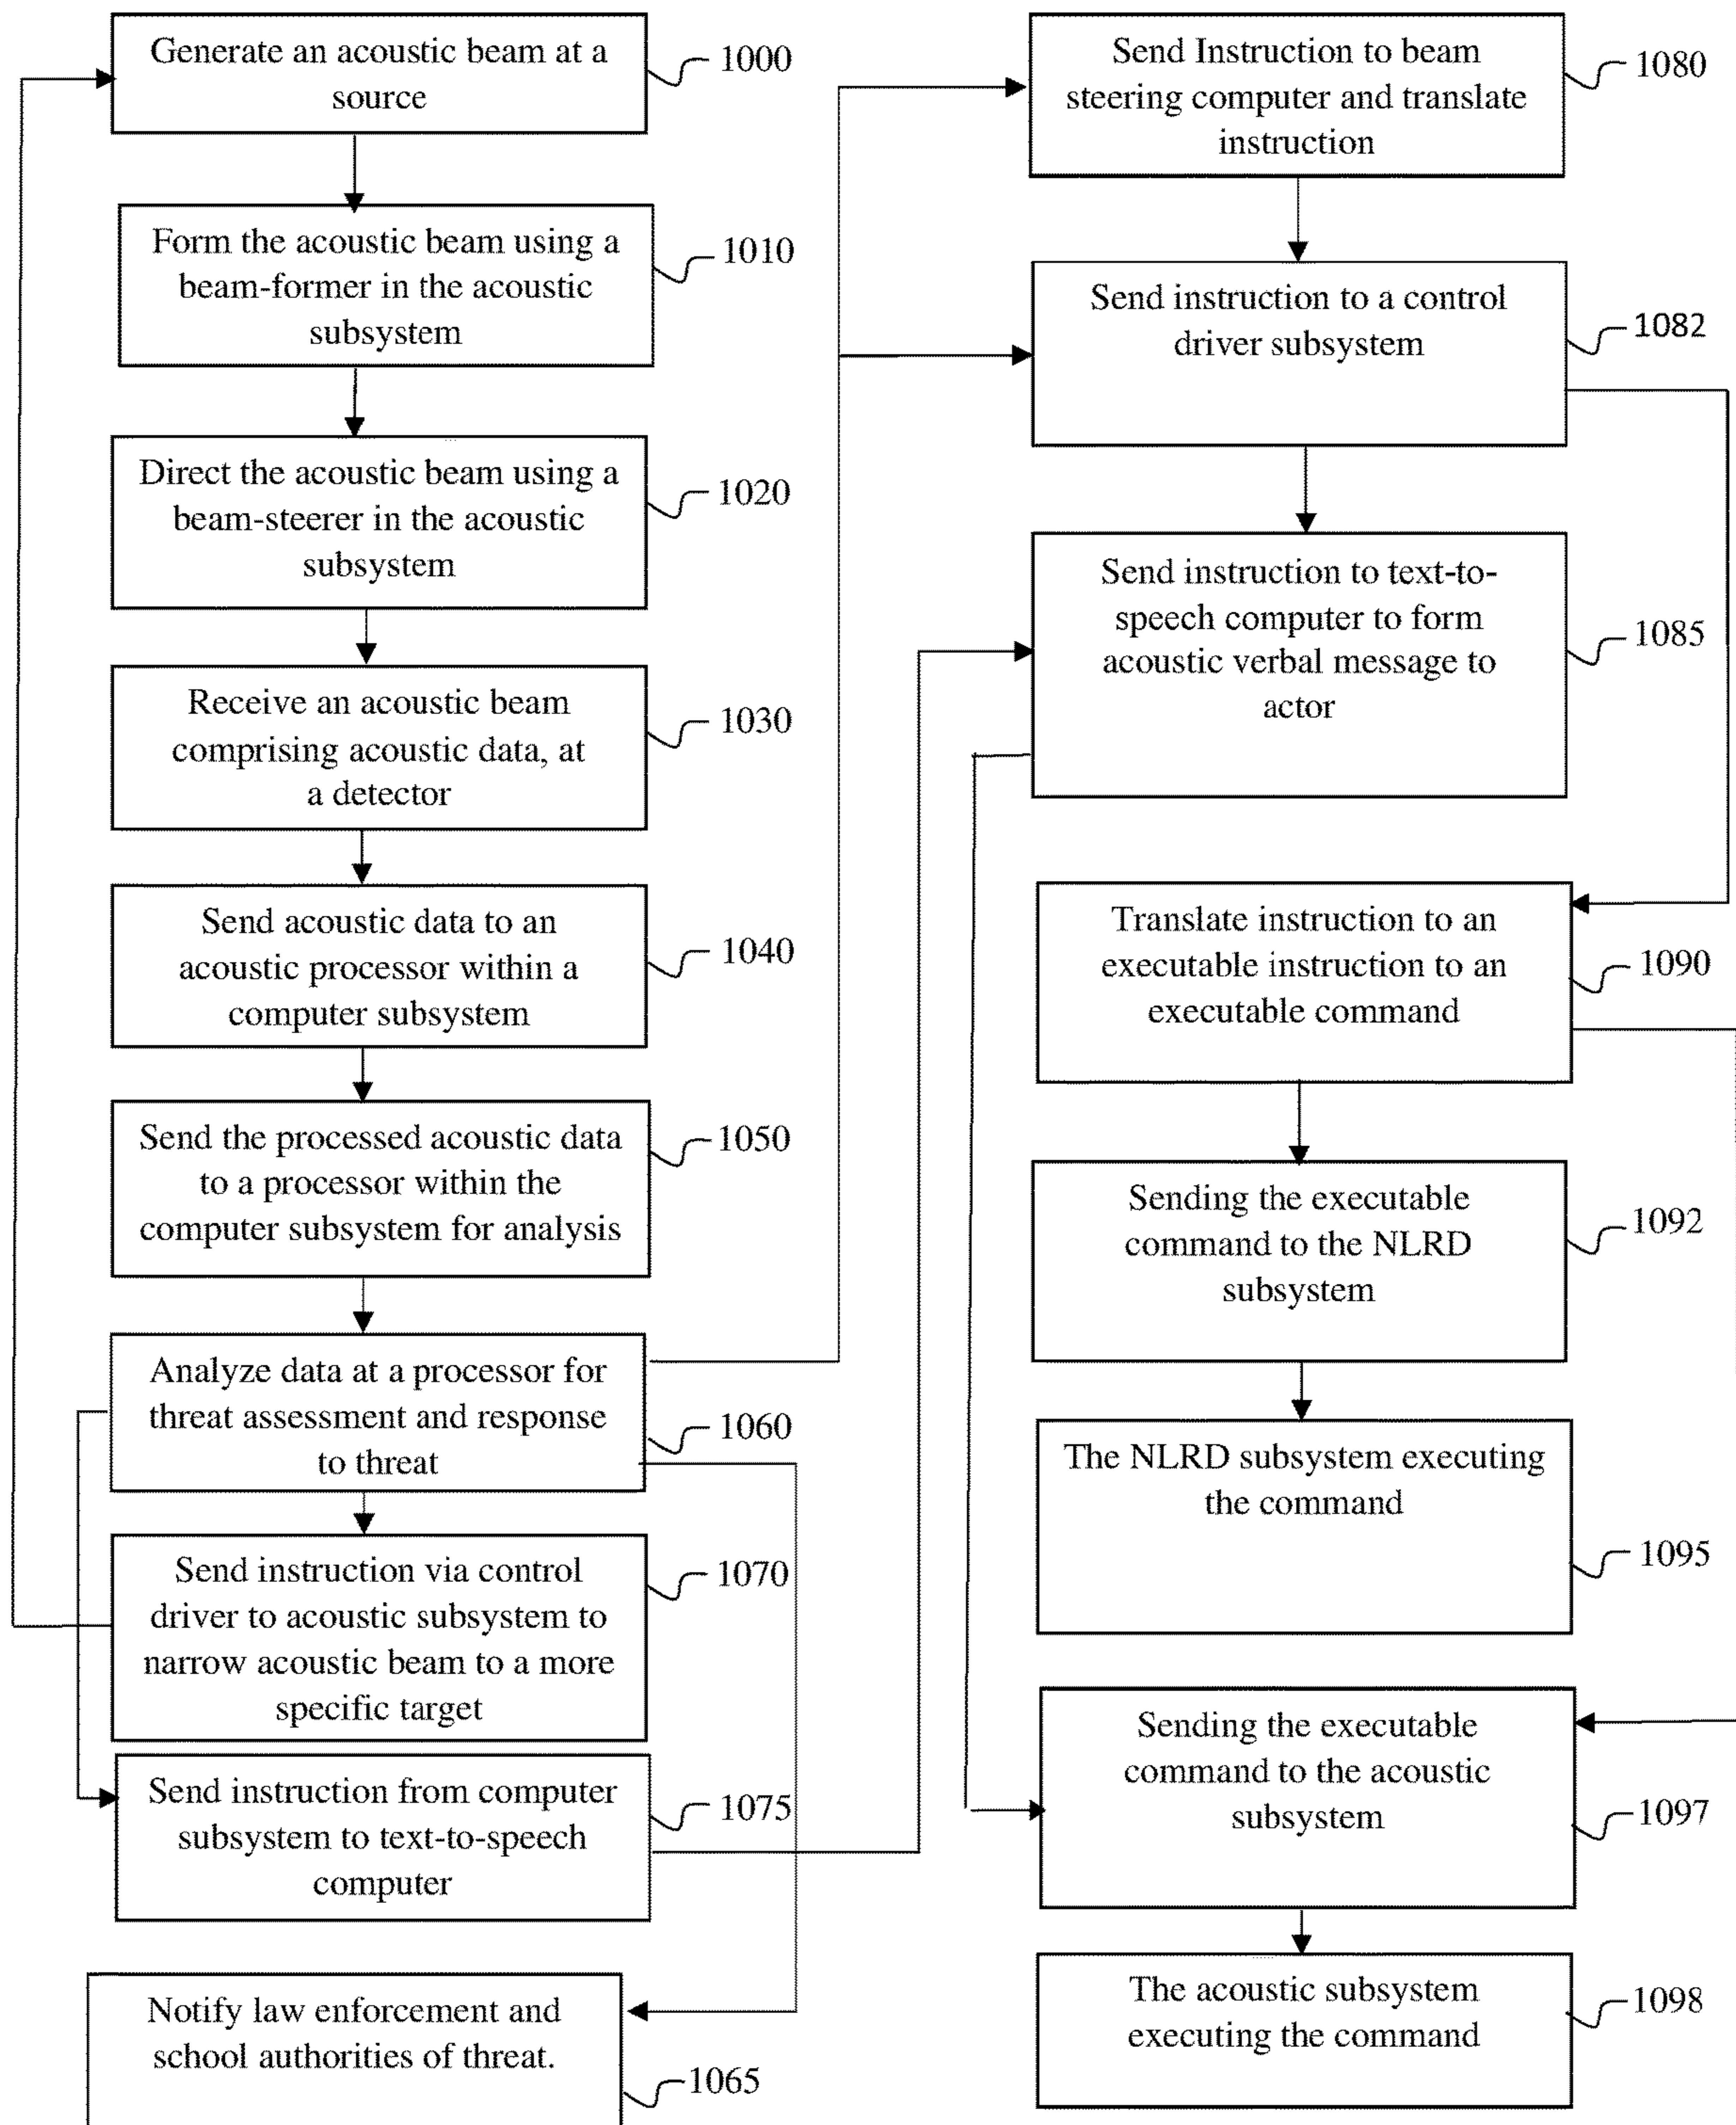 Generate an acoustic beam at a
source
1000
Form the acoustic beam using a
beam-former in the acoustic
subsystem
1010
Direct the acoustic beam using a
beam-steerer in the acoustic
subsystem
1020
Receive an acoustic beam
comprising acoustic data, at
a detector
1030
Send acoustic data to an
acoustic processor within a
computer subsystem
1040
Send the processed acoustic data
to a processor within the
computer subsystem for analysis
1050
Analyze data at a processor for
threat assessment and response
to threat
1060
Send instruction via control
driver to acoustic subsystem to
narrow acoustic beam to a more
specific target
1070
Send instruction from computer
subsystem to text-to-speech
computer
1075
Notify law enforcement and
school authorities of threat.
1065
Send Instruction to beam
steering computer and translate
instruction
1080
Send instruction to a control
driver subsystem
1082
Send instruction to text-to-
speech computer to form
acoustic verbal message to
actor
1085
Translate instruction to an
executable instruction to an
executable command
1090
Sending the executable
command to the NLRD
subsystem
1092
The NLRD subsystem executing
the command
1095
Sending the executable
command to the acoustic
subsystem
1097
The acoustic subsystem
executing the command
1098